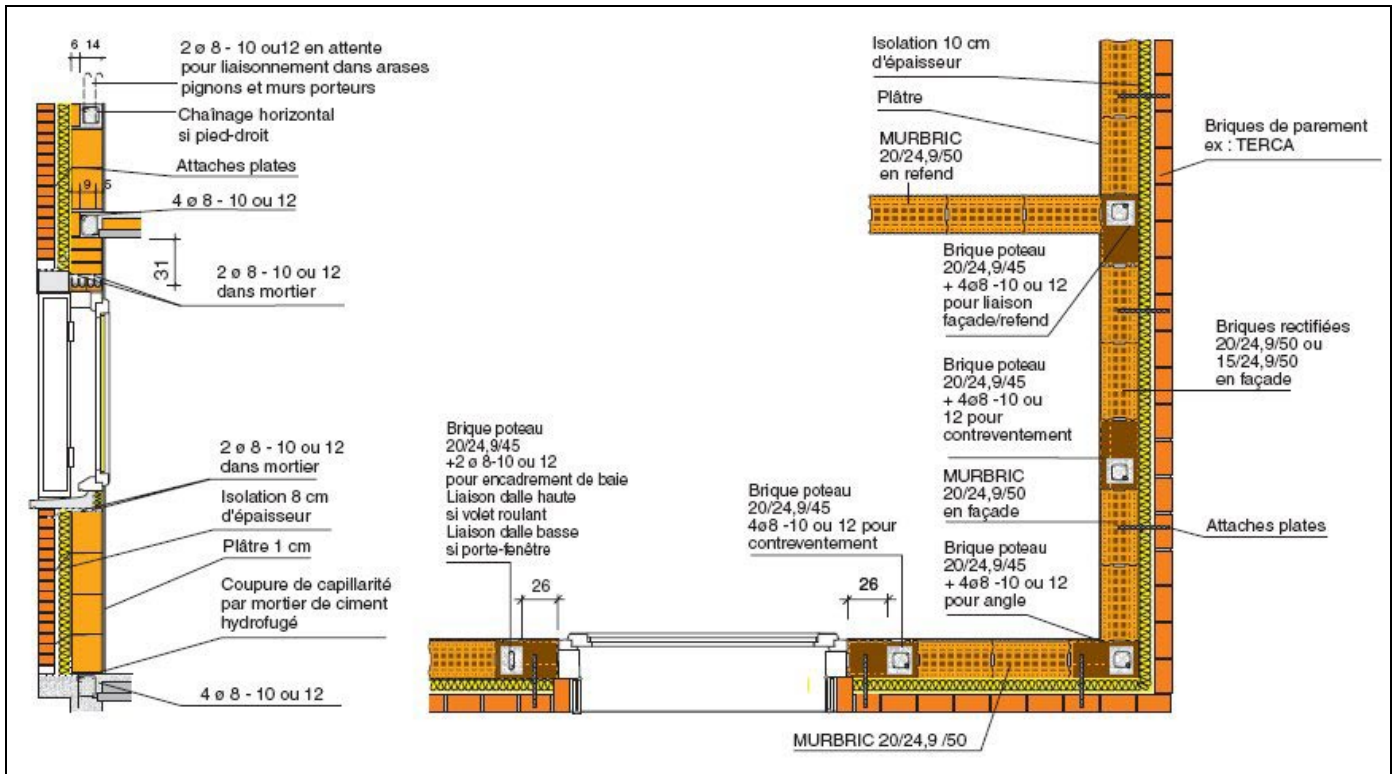 6 14
2 ø 8 - 10 ou12 en attente
pour liaisonnement dans arases
pignons et murs porteurs
Chaînage horizontal
si pied-droit
Attaches plates
9 5
4 ø 8 - 10 ou 12
31
2 ø 8 - 10 ou 12
dans mortier
2 ø 8 - 10 ou 12
dans mortier
Isolation 8 cm
d'épaisseur
Plâtre 1 cm
Coupure de capillarité
par mortier de ciment
hydrofugé
4 ø 8 - 10 ou 12
Brique poteau
20/24,9/45
+2 ø 8-10 ou 12
pour encadrement de baie
Liaison dalle haute
si volet roulant
Liaison dalle basse
si porte-fenêtre
26
Brique poteau
20/24,9/45
4ø8 -10 ou 12 pour
contreventement
26
Isolation 10 cm
d'épaisseur
Plâtre
MURBRIC
20/24,9/50
en refend
Brique poteau
20/24,9/45
+ 4ø8 -10 ou 12
pour liaison
façade/refend
Brique poteau
20/24,9/45
+ 4ø8 -10 ou
12 pour
contreventement
MURBRIC
20/24,9/50
en façade
Brique poteau
20/24,9/45
+ 4ø8 -10 ou 12
pour angle
Briques de parement
ex : TERCA
Briques rectifiées
20/24,9/50 ou
15/24,9/50
en façade
Attaches plates
MURBRIC 20/24,9 /50